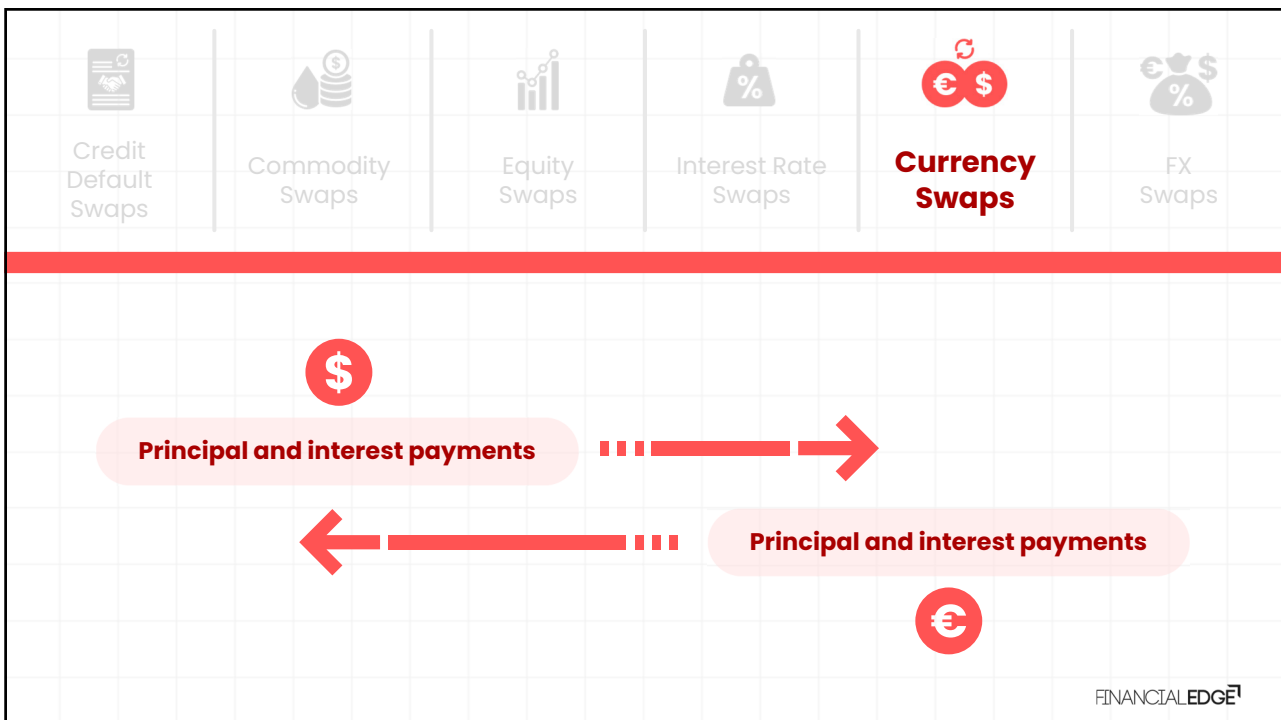 Credit
Default
Swaps
$
Commodity
Swaps
Equity
Swaps
%
Interest Rate
Swaps
€ $
Currency
Swaps
€ $
%
FX
Swaps
$
Principal and interest payments
Principal and interest payments
€
FINANCIALEDGE